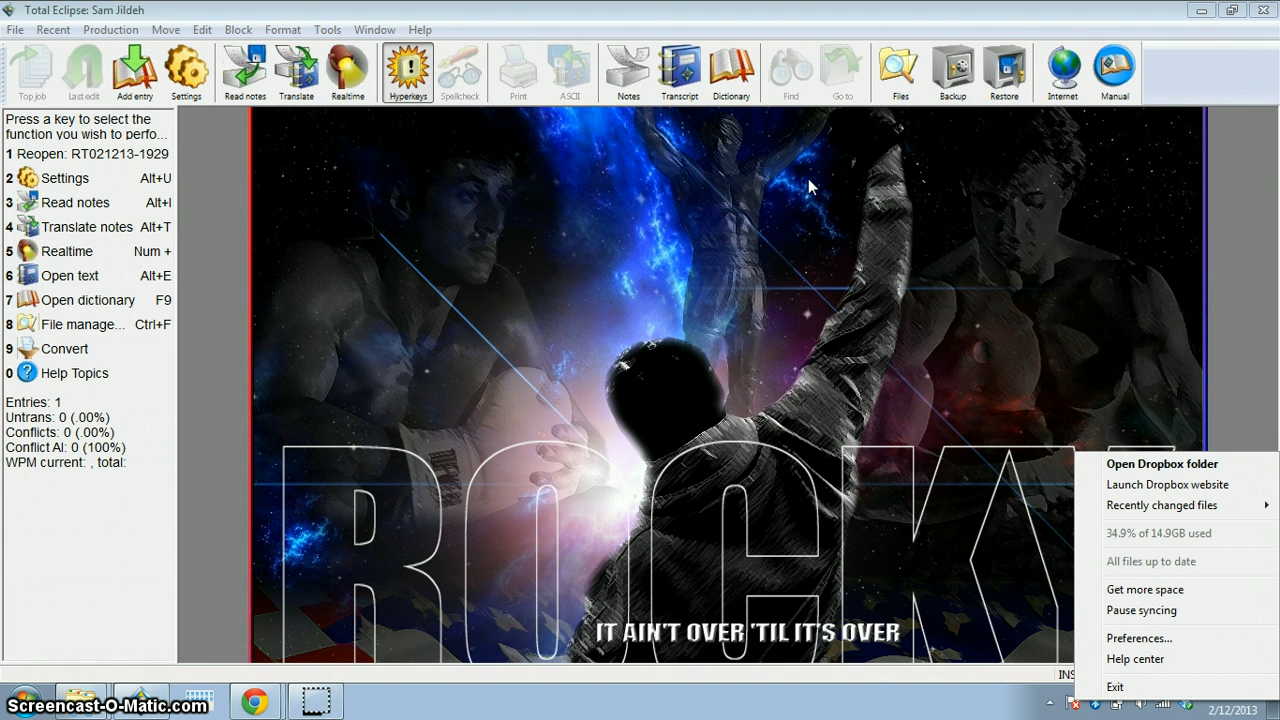 Total Eclipse: Sam Jildeh
File Recent Production Move Edit Block Format Tools Window Help
Top job Last edit Add entry Settings Read notes Translate Realtime Hyperkeys Spellcheck Print ASCII Notes Transcript Dictionary Find Go to Files Backup Restore Internet Manual
Press a key to select the
function you wish to perfo...
1 Reopen: RT021213-1929
2 Settings Alt+U
3 Read notes Alt+I
4 Translate notes Alt+T
5 Realtime Num +
6 Open text Alt+E
7 Open dictionary F9
8 File manage... Ctrl+F
9 Convert
0 Help Topics
Entries: 1
Untrans: 0 (.00%)
Conflicts: 0 (.00%)
Conflict AI: 0 (100%)
WPM current: , total:
ROCKY
IT AIN'T OVER 'TIL IT'S OVER
Open Dropbox folder
Launch Dropbox website
Recently changed files
34.9% of 14.9GB used
All files up to date
Get more space
Pause syncing
Preferences...
Help center
Exit
INS
Screencast-O-Matic.com
2/12/2013